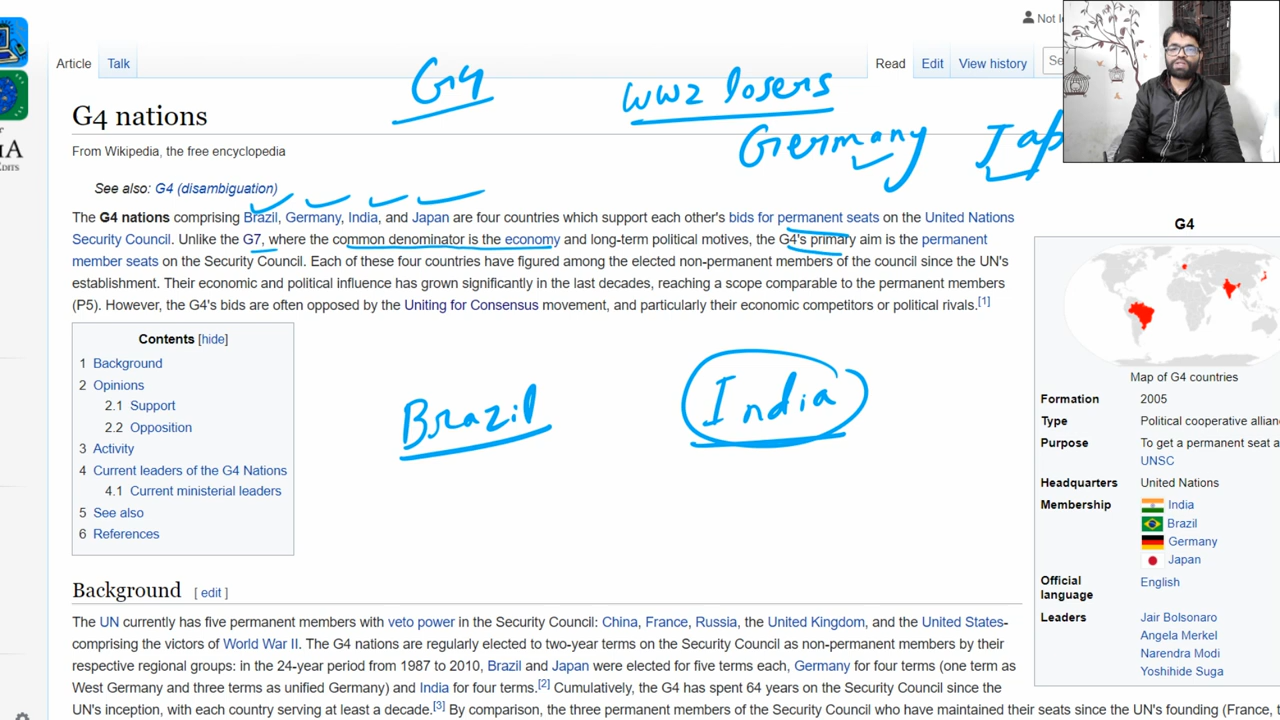 Not
Article Talk Read Edit View history Se
G4 WW2 losers
G4 nations
Germany Jap
From Wikipedia, the free encyclopedia
See also: G4 (disambiguation)
The G4 nations comprising Brazil, Germany, India, and Japan are four countries which support each other's bids for permanent seats on the United Nations
Security Council. Unlike the G7, where the common denominator is the economy and long-term political motives, the G4's primary aim is the permanent
member seats on the Security Council. Each of these four countries have figured among the elected non-permanent members of the council since the UN's
establishment. Their economic and political influence has grown significantly in the last decades, reaching a scope comparable to the permanent members
(P5). However, the G4's bids are often opposed by the Uniting for Consensus movement, and particularly their economic competitors or political rivals.[1]
Contents [hide]
1 Background
2 Opinions
2.1 Support
2.2 Opposition
3 Activity
4 Current leaders of the G4 Nations
4.1 Current ministerial leaders
5 See also
6 References
Brazil India
G4
Map of G4 countries
Formation 2005
Type Political cooperative allian
Purpose To get a permanent seat a
UNSC
Headquarters United Nations
Membership India
Brazil
Germany
Japan
Official English
language
Leaders Jair Bolsonaro
Angela Merkel
Narendra Modi
Yoshihide Suga
Background [ edit ]
The UN currently has five permanent members with veto power in the Security Council: China, France, Russia, the United Kingdom, and the United States-
comprising the victors of World War II. The G4 nations are regularly elected to two-year terms on the Security Council as non-permanent members by their
respective regional groups: in the 24-year period from 1987 to 2010, Brazil and Japan were elected for five terms each, Germany for four terms (one term as
West Germany and three terms as unified Germany) and India for four terms.[2] Cumulatively, the G4 has spent 64 years on the Security Council since the
UN's inception, with each country serving at least a decade.[3] By comparison, the three permanent members of the Security Council who have maintained their seats since the UN's founding (France, t